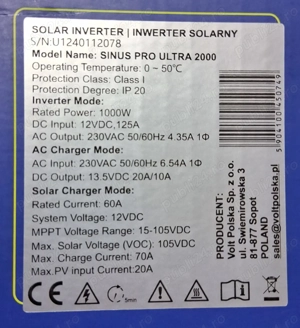 SOLAR INVERTER | INWERTER SOLARNY
S/N:U1240112078
Model Name: SINUS PRO ULTRA 2000
Operating Temperature: 0 ~ 50℃
Protection Class: Class I
Protection Degree: IP 20
Inverter Mode:
Rated Power: 1000W
DC Input: 12VDC,125A
AC Output: 230VAC 50/60Hz 4.35A 1Φ
AC Charger Mode:
AC Input: 230VAC 50/60Hz 6.54A 1Φ
DC Output: 13.5VDC 20A/10A
Solar Charger Mode:
Rated Current: 60A
System Voltage: 12VDC
MPPT Voltage Range: 15-105VDC
Max. Solar Voltage (VOC): 105VDC
Max. Charge Current: 70A
Max.PV input Current:20A
59041001450749
PRODUCENT:
Volt Polska Sp. z o.o.
ul. Świemirowska 3
81-877 Sopot
POLAND
sales@voltpolska.pl
CE
5min